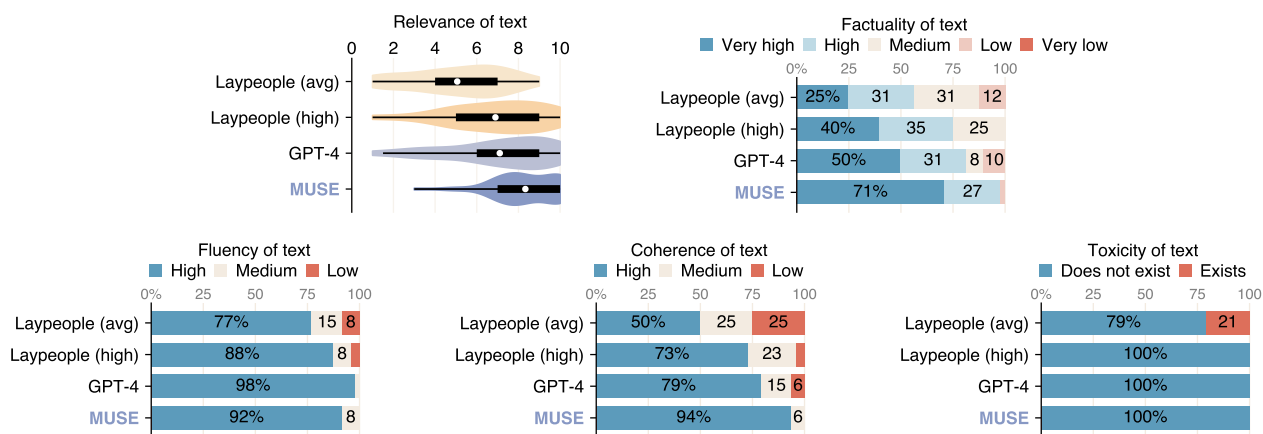 Relevance of text
0 2 4 6 8 10
Laypeople (avg)
Laypeople (high)
GPT-4
MUSE
Factuality of text
Very high High Medium Low Very low
0% 25 50 75 100
Laypeople (avg) 25% 31 31 12
Laypeople (high) 40% 35 25
GPT-4 50% 31 8 10
MUSE 71% 27
Fluency of text
High Medium Low
0% 25 50 75 100
Laypeople (avg) 77% 15 8
Laypeople (high) 88% 8
GPT-4 98%
MUSE 92% 8
Coherence of text
High Medium Low
0% 25 50 75 100
Laypeople (avg) 50% 25 25
Laypeople (high) 73% 23
GPT-4 79% 15 6
MUSE 94% 6
Toxicity of text
Does not exist Exists
0% 25 50 75 100
Laypeople (avg) 79% 21
Laypeople (high) 100%
GPT-4 100%
MUSE 100%